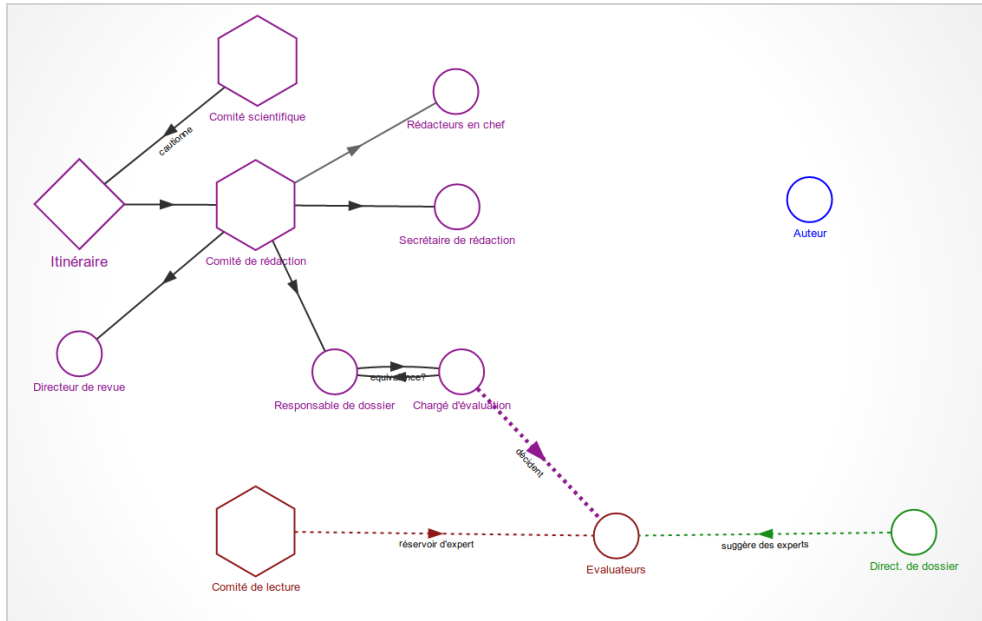 Comité scientifique
Rédacteurs en chef
cautionne
Itinéraire
Comité de rédaction
Secrétaire de rédaction
Auteur
Directeur de revue
Responsable de dossier
equivalence?
Chargé d'évaluation
décident
Comité de lecture
réservoir d'expert
Evaluateurs
suggère des experts
Direct. de dossier